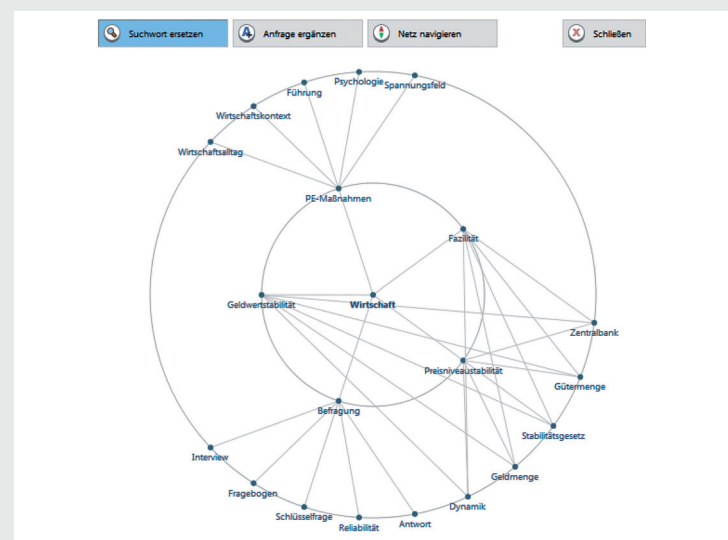 Suchwort ersetzen
Anfrage ergänzen
Netz navigieren
Schließen
Psychologie
Spannungsfeld
Führung
Wirtschaftskontext
Wirtschaftsalltag
PE-Maßnahmen
Fazilität
Geldwertstabilität
Wirtschaft
Zentralbank
Preisniveaustabilität
Gütermenge
Befragung
Stabilitätsgesetz
Interview
Geldmenge
Fragebogen
Dynamik
Schlüsselfrage
Antwort
Reliabilität